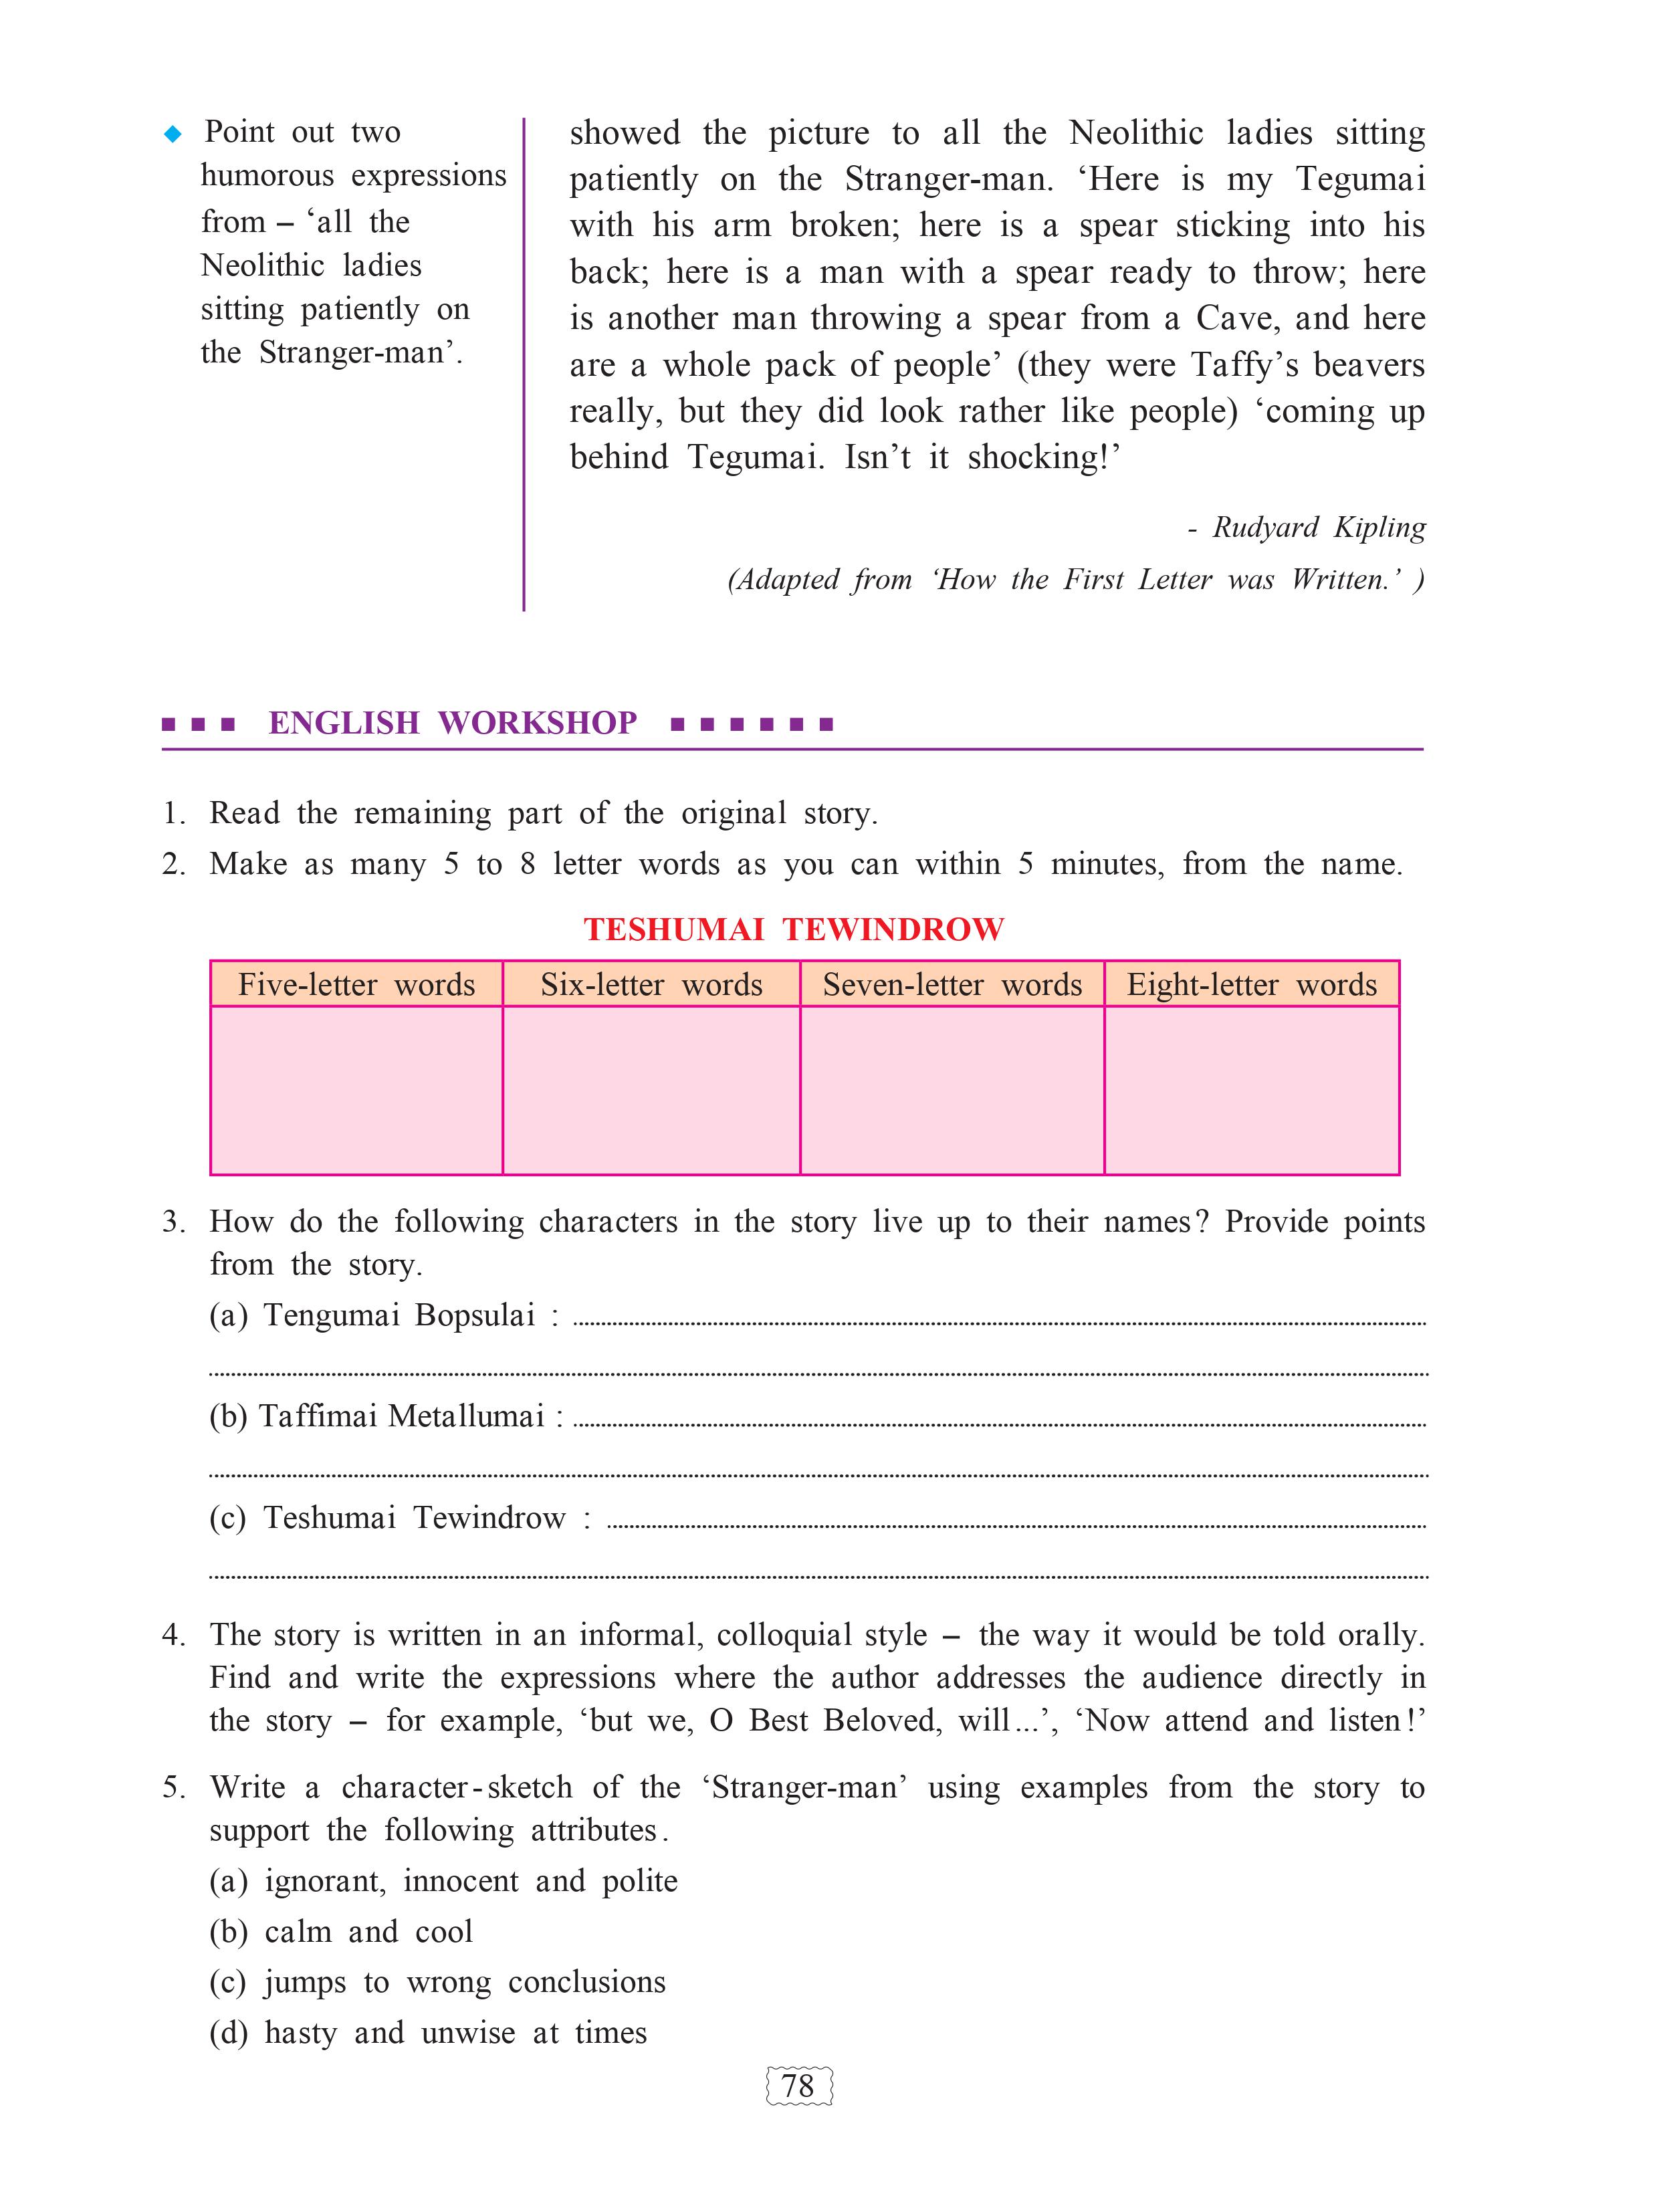 ◆ Point out two
humorous expressions
from – ‘all the
Neolithic ladies
sitting patiently on
the Stranger-man’.
showed the picture to all the Neolithic ladies sitting
patiently on the Stranger-man. ‘Here is my Tegumai
with his arm broken; here is a spear sticking into his
back; here is a man with a spear ready to throw; here
is another man throwing a spear from a Cave, and here
are a whole pack of people’ (they were Taffy’s beavers
really, but they did look rather like people) ‘coming up
behind Tegumai. Isn’t it shocking!’
- Rudyard Kipling
(Adapted from ‘How the First Letter was Written.’ )
ENGLISH WORKSHOP
1. Read the remaining part of the original story.
2. Make as many 5 to 8 letter words as you can within 5 minutes, from the name.
TESHUMAI TEWINDROW
Five-letter words Six-letter words Seven-letter words Eight-letter words
3. How do the following characters in the story live up to their names? Provide points
from the story.
(a) Tengumai Bopsulai :
(b) Taffimai Metallumai :
(c) Teshumai Tewindrow :
4. The story is written in an informal, colloquial style – the way it would be told orally.
Find and write the expressions where the author addresses the audience directly in
the story – for example, ‘but we, O Best Beloved, will...’, ‘Now attend and listen!’
5. Write a character-sketch of the ‘Stranger-man’ using examples from the story to
support the following attributes.
(a) ignorant, innocent and polite
(b) calm and cool
(c) jumps to wrong conclusions
(d) hasty and unwise at times
78